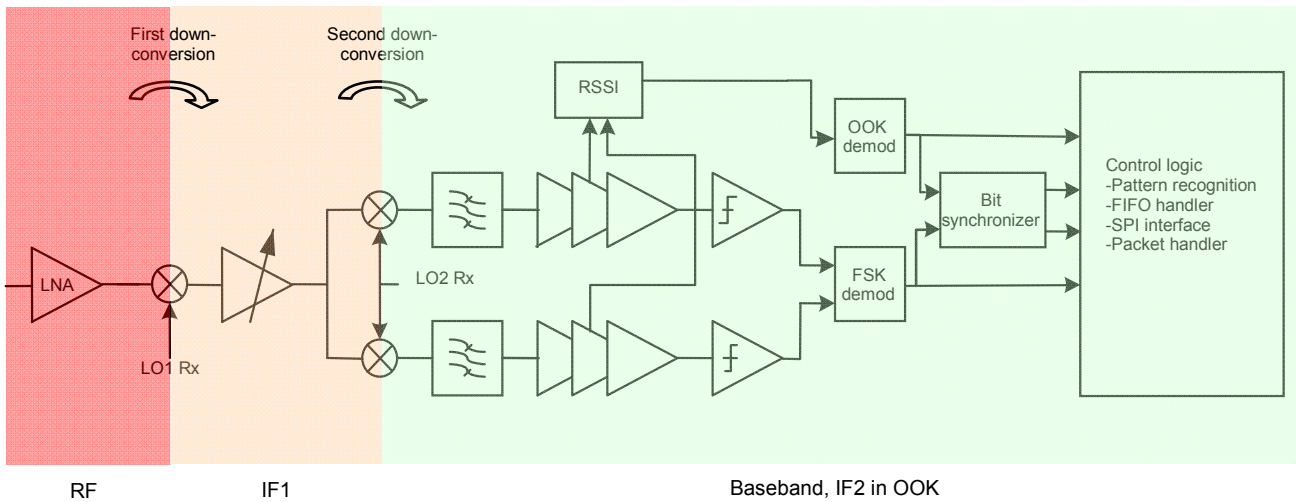 First down-
conversion
Second down-
conversion
RSSI
OOK
demod
Control logic
-Pattern recognition
-FIFO handler
-SPI interface
-Packet handler
Bit
synchronizer
LNA
LO2 Rx
FSK
demod
LO1 Rx
RF
IF1
Baseband, IF2 in OOK